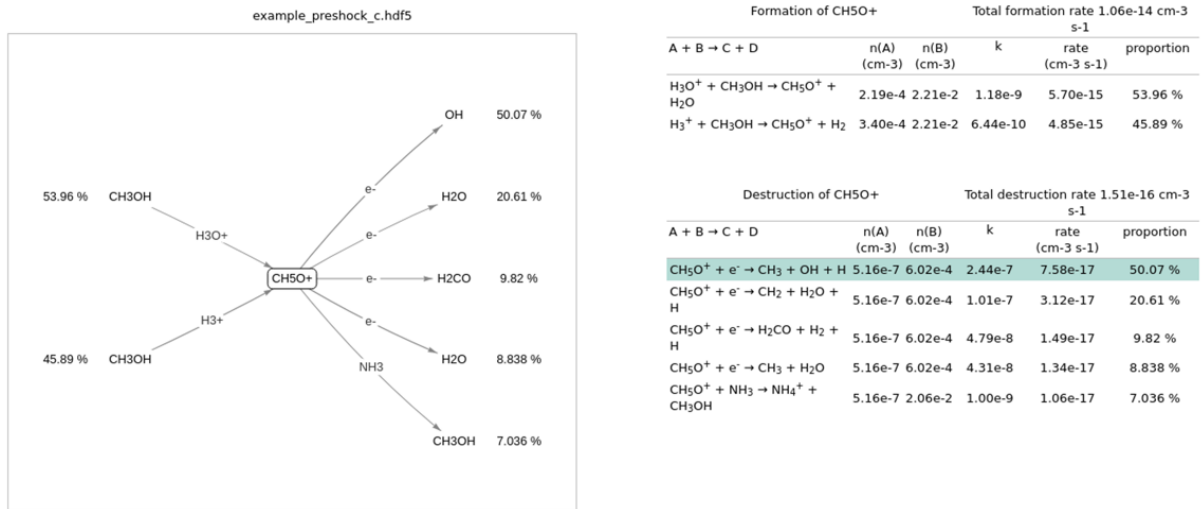 example_preshock_c.hdf5
OH 50.07 %
e-
53.96 % CH3OH
H2O 20.61 %
H3O+
e-
CH5O+
e-
H2CO 9.82 %
H3+
e-
45.89 % CH3OH
H2O 8.838 %
NH3
CH3OH 7.036 %
Formation of CH5O+ Total formation rate 1.06e-14 cm-3
s-1
A + B → C + D n(A) n(B) k rate proportion
(cm-3) (cm-3) (cm-3 s-1)
H₃O⁺ + CH₃OH → CH₅O⁺ +
H₂O 2.19e-4 2.21e-2 1.18e-9 5.70e-15 53.96 %
H₃⁺ + CH₃OH → CH₅O⁺ + H₂ 3.40e-4 2.21e-2 6.44e-10 4.85e-15 45.89 %
Destruction of CH5O+ Total destruction rate 1.51e-16 cm-3
s-1
A + B → C + D n(A) n(B) k rate proportion
(cm-3) (cm-3) (cm-3 s-1)
CH₅O⁺ + e⁻ → CH₃ + OH + H 5.16e-7 6.02e-4 2.44e-7 7.58e-17 50.07 %
CH₅O⁺ + e⁻ → CH₂ + H₂O +
H 5.16e-7 6.02e-4 1.01e-7 3.12e-17 20.61 %
CH₅O⁺ + e⁻ → H₂CO + H₂ +
H 5.16e-7 6.02e-4 4.79e-8 1.49e-17 9.82 %
CH₅O⁺ + e⁻ → CH₃ + H₂O 5.16e-7 6.02e-4 4.31e-8 1.34e-17 8.838 %
CH₅O⁺ + NH₃ → NH₄⁺ +
CH₃OH 5.16e-7 2.06e-2 1.00e-9 1.06e-17 7.036 %